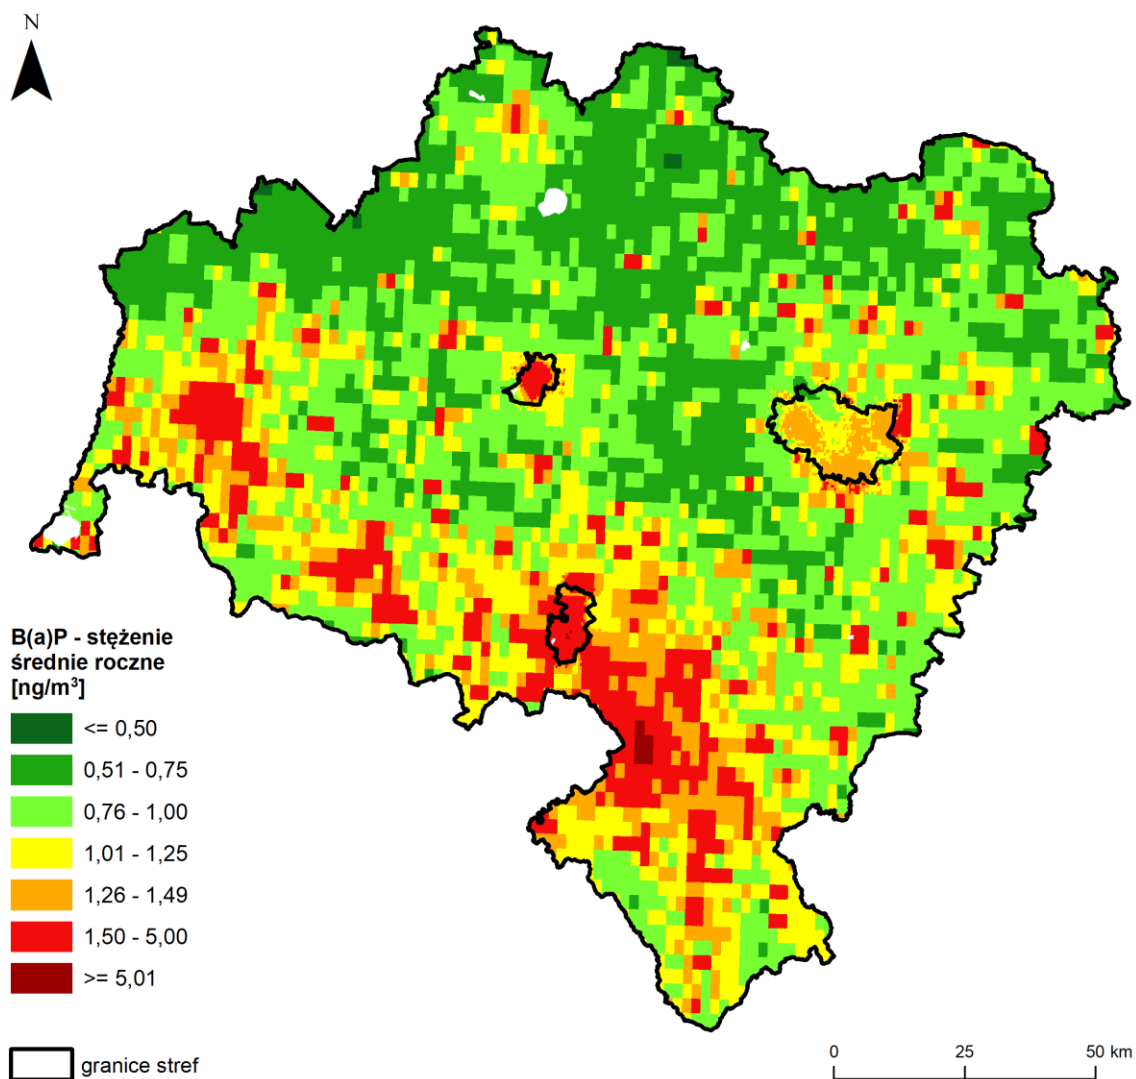 N
B(a)P - stężenie
średnie roczne
[ng/m³]
<= 0,50
0,51 - 0,75
0,76 - 1,00
1,01 - 1,25
1,26 - 1,49
1,50 - 5,00
>= 5,01
granice stref
0 25 50 km